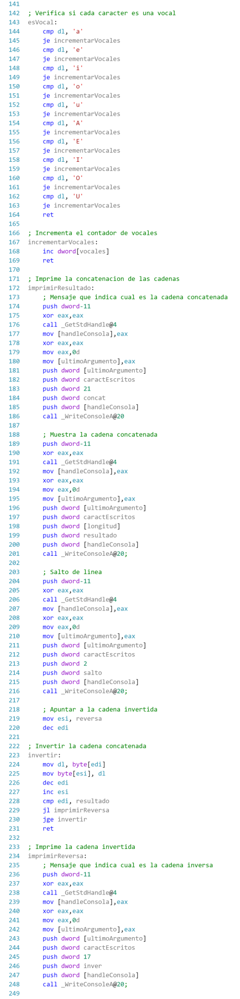 141
142 ; Verifica si cada caracter es una vocal
143 esVocal:
144     cmp dl, 'a'
145     je incrementarVocales
146     cmp dl, 'e'
147     je incrementarVocales
148     cmp dl, 'i'
149     je incrementarVocales
150     cmp dl, 'o'
151     je incrementarVocales
152     cmp dl, 'u'
153     je incrementarVocales
154     cmp dl, 'A'
155     je incrementarVocales
156     cmp dl, 'E'
157     je incrementarVocales
158     cmp dl, 'I'
159     je incrementarVocales
160     cmp dl, 'O'
161     je incrementarVocales
162     cmp dl, 'U'
163     je incrementarVocales
164     ret
165
166 ; Incrementa el contador de vocales
167 incrementarVocales:
168     inc dword[vocales]
169     ret
170
171 ; Imprime la concatenacion de las cadenas
172 imprimirResultado:
173     ; Mensaje que indica cual es la cadena concatenada
174     push dword-11
175     xor eax,eax
176     call _GetStdHandle@4
177     mov [handleConsola],eax
178     xor eax,eax
179     mov eax,0d
180     mov [ultimoArgumento],eax
181     push dword [ultimoArgumento]
182     push dword caractEscritos
183     push dword 21
184     push dword concat
185     push dword [handleConsola]
186     call _WriteConsoleA@20
187
188     ; Muestra la cadena concatenada
189     push dword-11
190     xor eax,eax
191     call _GetStdHandle@4
192     mov [handleConsola],eax
193     xor eax,eax
194     mov eax,0d
195     mov [ultimoArgumento],eax
196     push dword [ultimoArgumento]
197     push dword caractEscritos
198     push dword [longitud]
199     push dword resultado
200     push dword [handleConsola]
201     call _WriteConsoleA@20;
202
203     ; Salto de linea
204     push dword-11
205     xor eax,eax
206     call _GetStdHandle@4
207     mov [handleConsola],eax
208     xor eax,eax
209     mov eax,0d
210     mov [ultimoArgumento],eax
211     push dword [ultimoArgumento]
212     push dword caractEscritos
213     push dword 2
214     push dword salto
215     push dword [handleConsola]
216     call _WriteConsoleA@20;
217
218     ; Apuntar a la cadena invertida
219     mov esi, reversa
220     dec edi
221
222 ; Invertir la cadena concatenada
223 invertir:
224     mov dl, byte[edi]
225     mov byte[esi], dl
226     dec edi
227     inc esi
228     cmp edi, resultado
229     jl imprimirReversa
230     jge invertir
231     ret
232
233 ; Imprime la cadena invertida
234 imprimirReversa:
235     ; Mensaje que indica cual es la cadena inversa
236     push dword-11
237     xor eax,eax
238     call _GetStdHandle@4
239     mov [handleConsola],eax
240     xor eax,eax
241     mov eax,0d
242     mov [ultimoArgumento],eax
243     push dword [ultimoArgumento]
244     push dword caractEscritos
245     push dword 17
246     push dword inver
247     push dword [handleConsola]
248     call _WriteConsoleA@20;
249